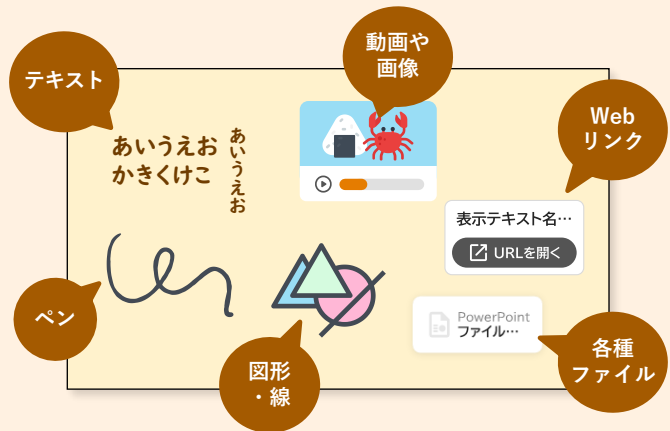 動画や
画像
テキスト
Web
リンク
あいうえお
かきくけこ
あいうえお
表示テキスト名…
URLを開く
ペン
PowerPoint
ファイル…
各種
ファイル
図形
・線